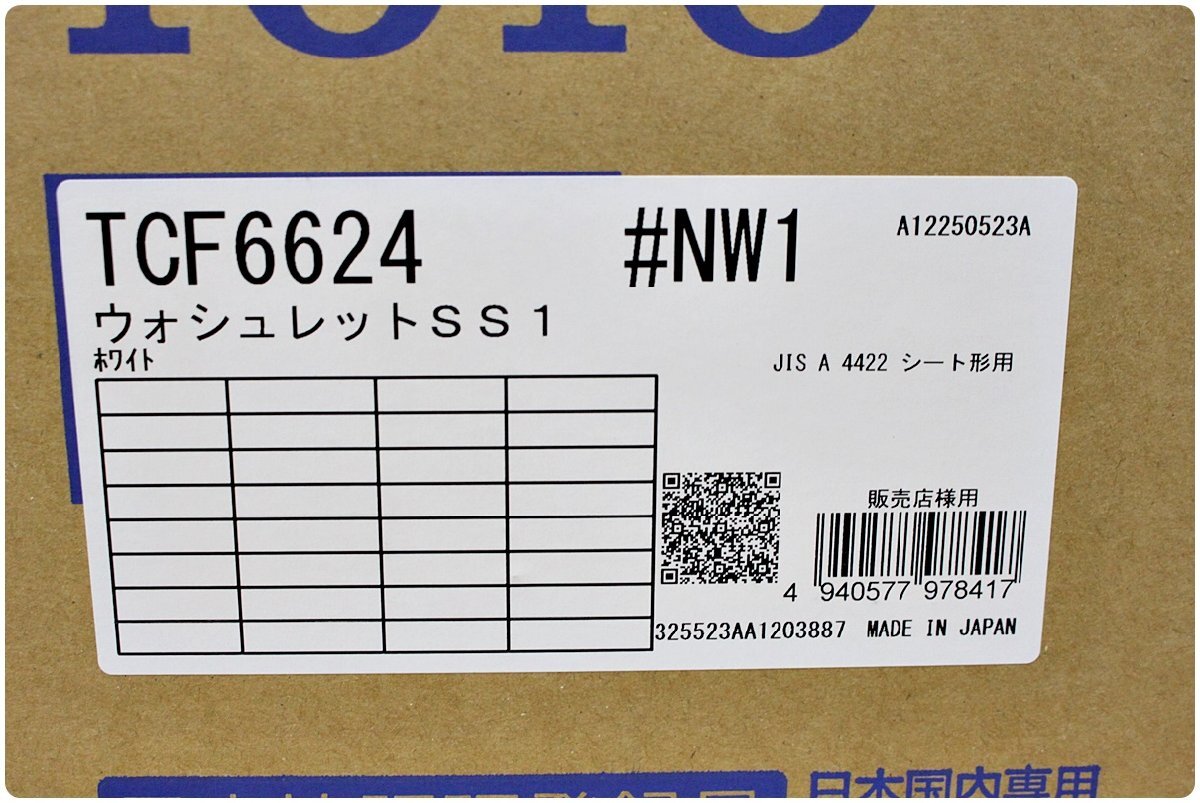 TOTO
TCF6624 #NW1 A12250523A
ウォシュレットＳＳ１
ホワイト
JIS A 4422 シート形用
販売店様用
4 940577 978417
325523AA1203887 MADE IN JAPAN
日本国内専用